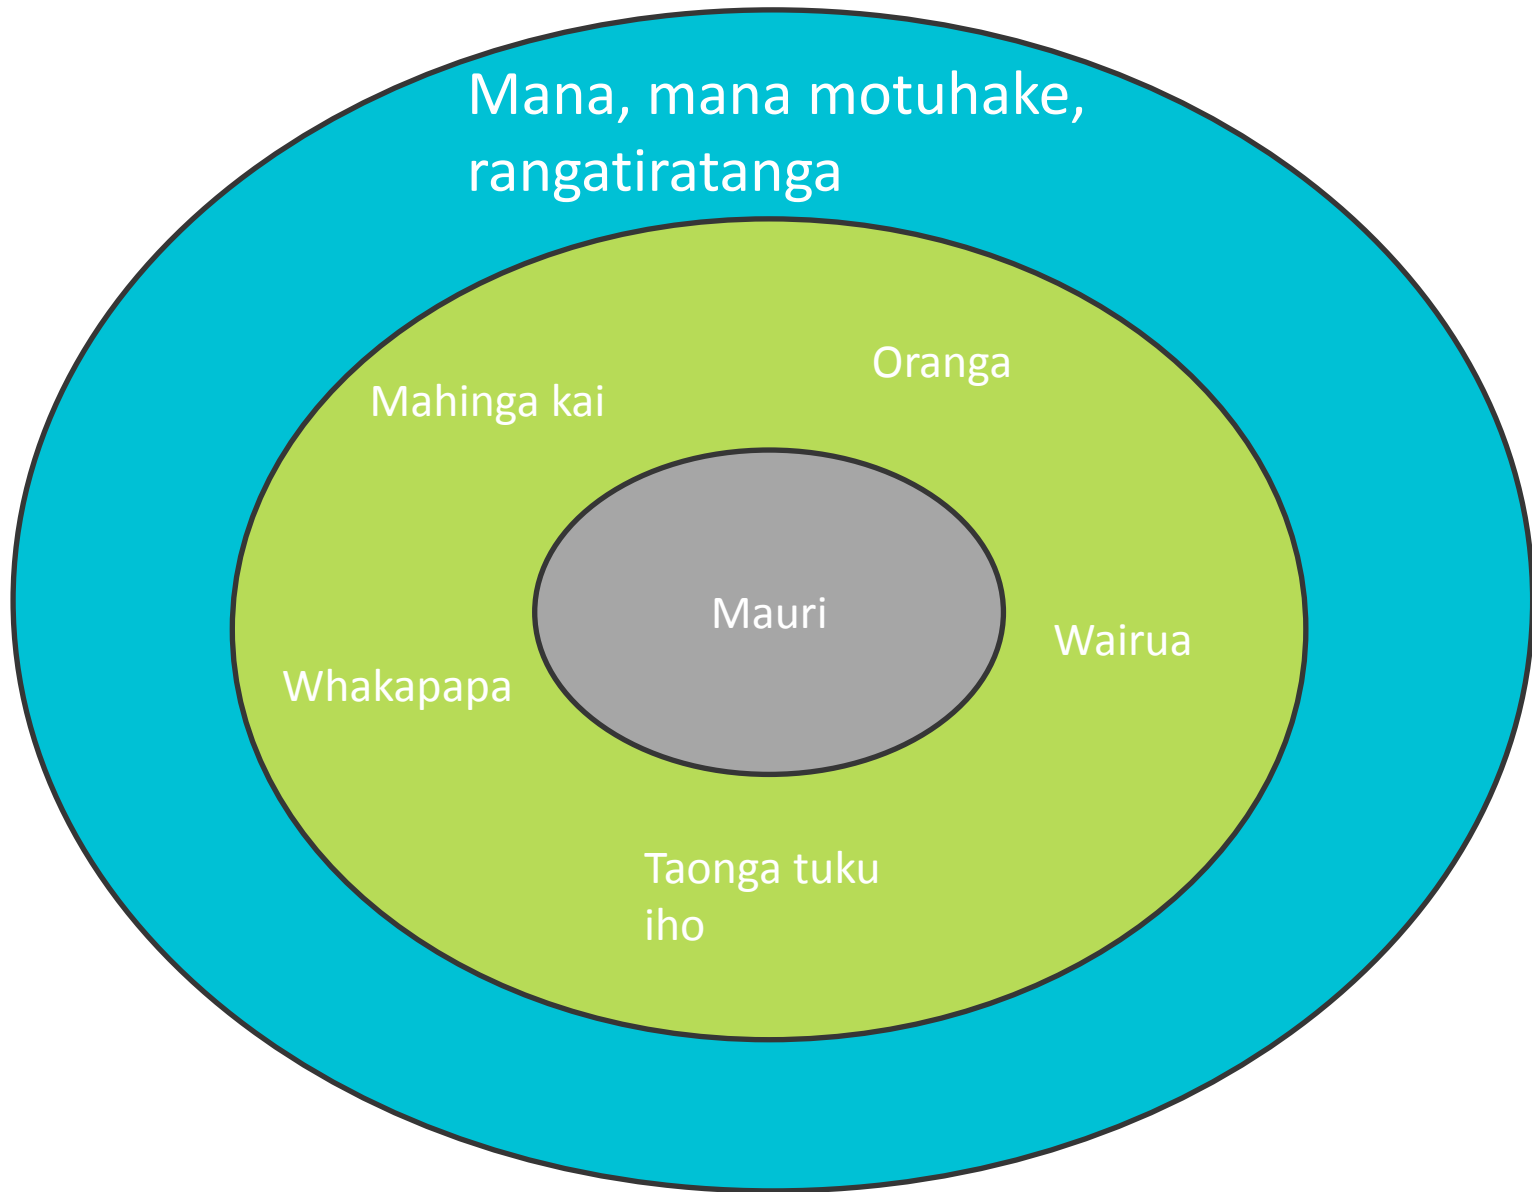 Mana, mana motuhake,
rangatiratanga
Oranga
Mahinga kai
Mauri
Wairua
Whakapapa
Taonga tuku
iho